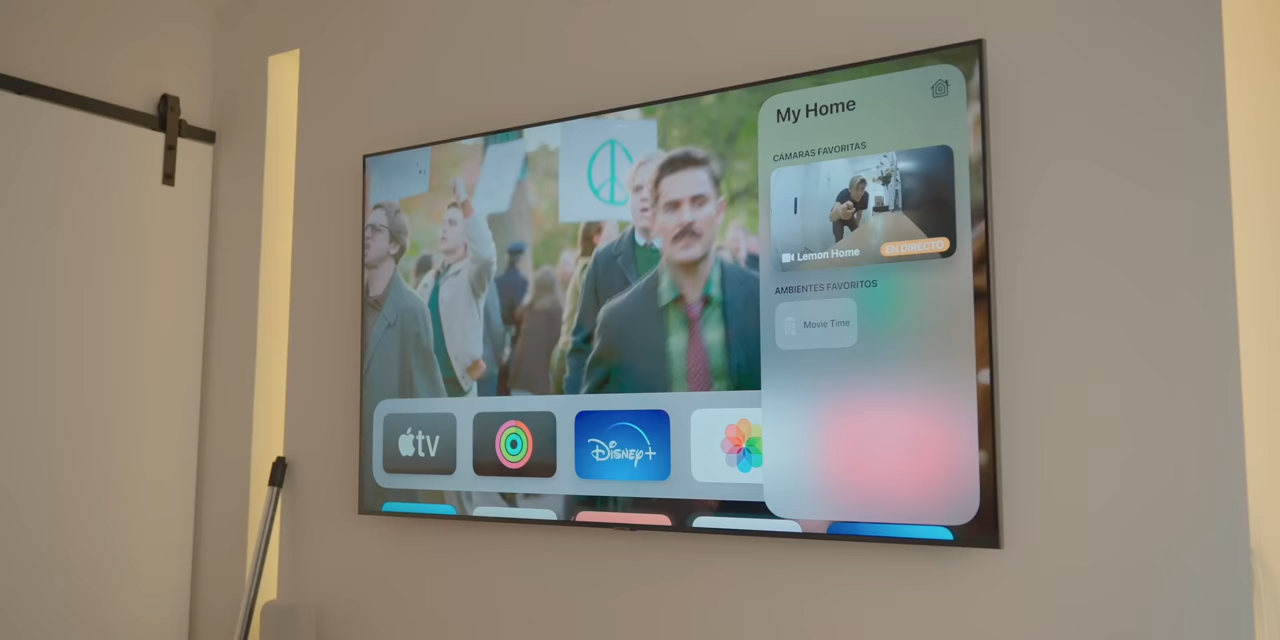 My Home
CÁMARAS FAVORITAS
Lemon Home
EN DIRECTO
AMBIENTES FAVORITOS
Movie Time
tv
Disney+